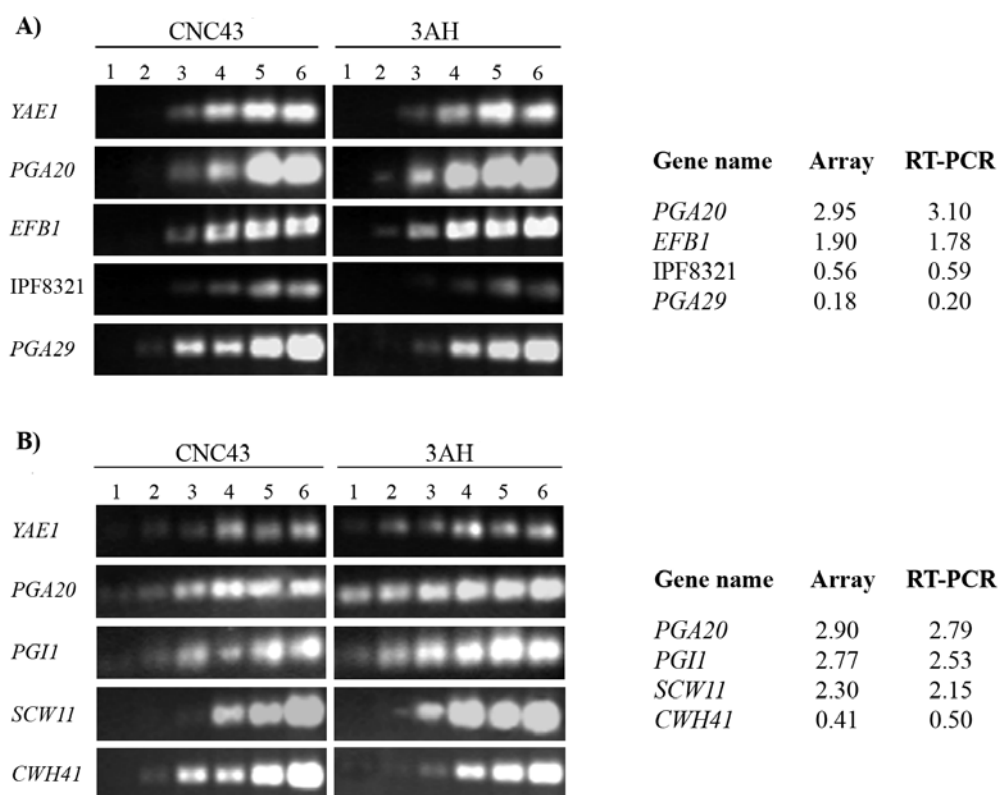 A)
CNC43 3AH
1 2 3 4 5 6 1 2 3 4 5 6
YAE1
PGA20
EFB1
IPF8321
PGA29
Gene name Array RT-PCR
PGA20 2.95 3.10
EFB1 1.90 1.78
IPF8321 0.56 0.59
PGA29 0.18 0.20
B)
CNC43 3AH
1 2 3 4 5 6 1 2 3 4 5 6
YAE1
PGA20
PGI1
SCW11
CWH41
Gene name Array RT-PCR
PGA20 2.90 2.79
PGI1 2.77 2.53
SCW11 2.30 2.15
CWH41 0.41 0.50